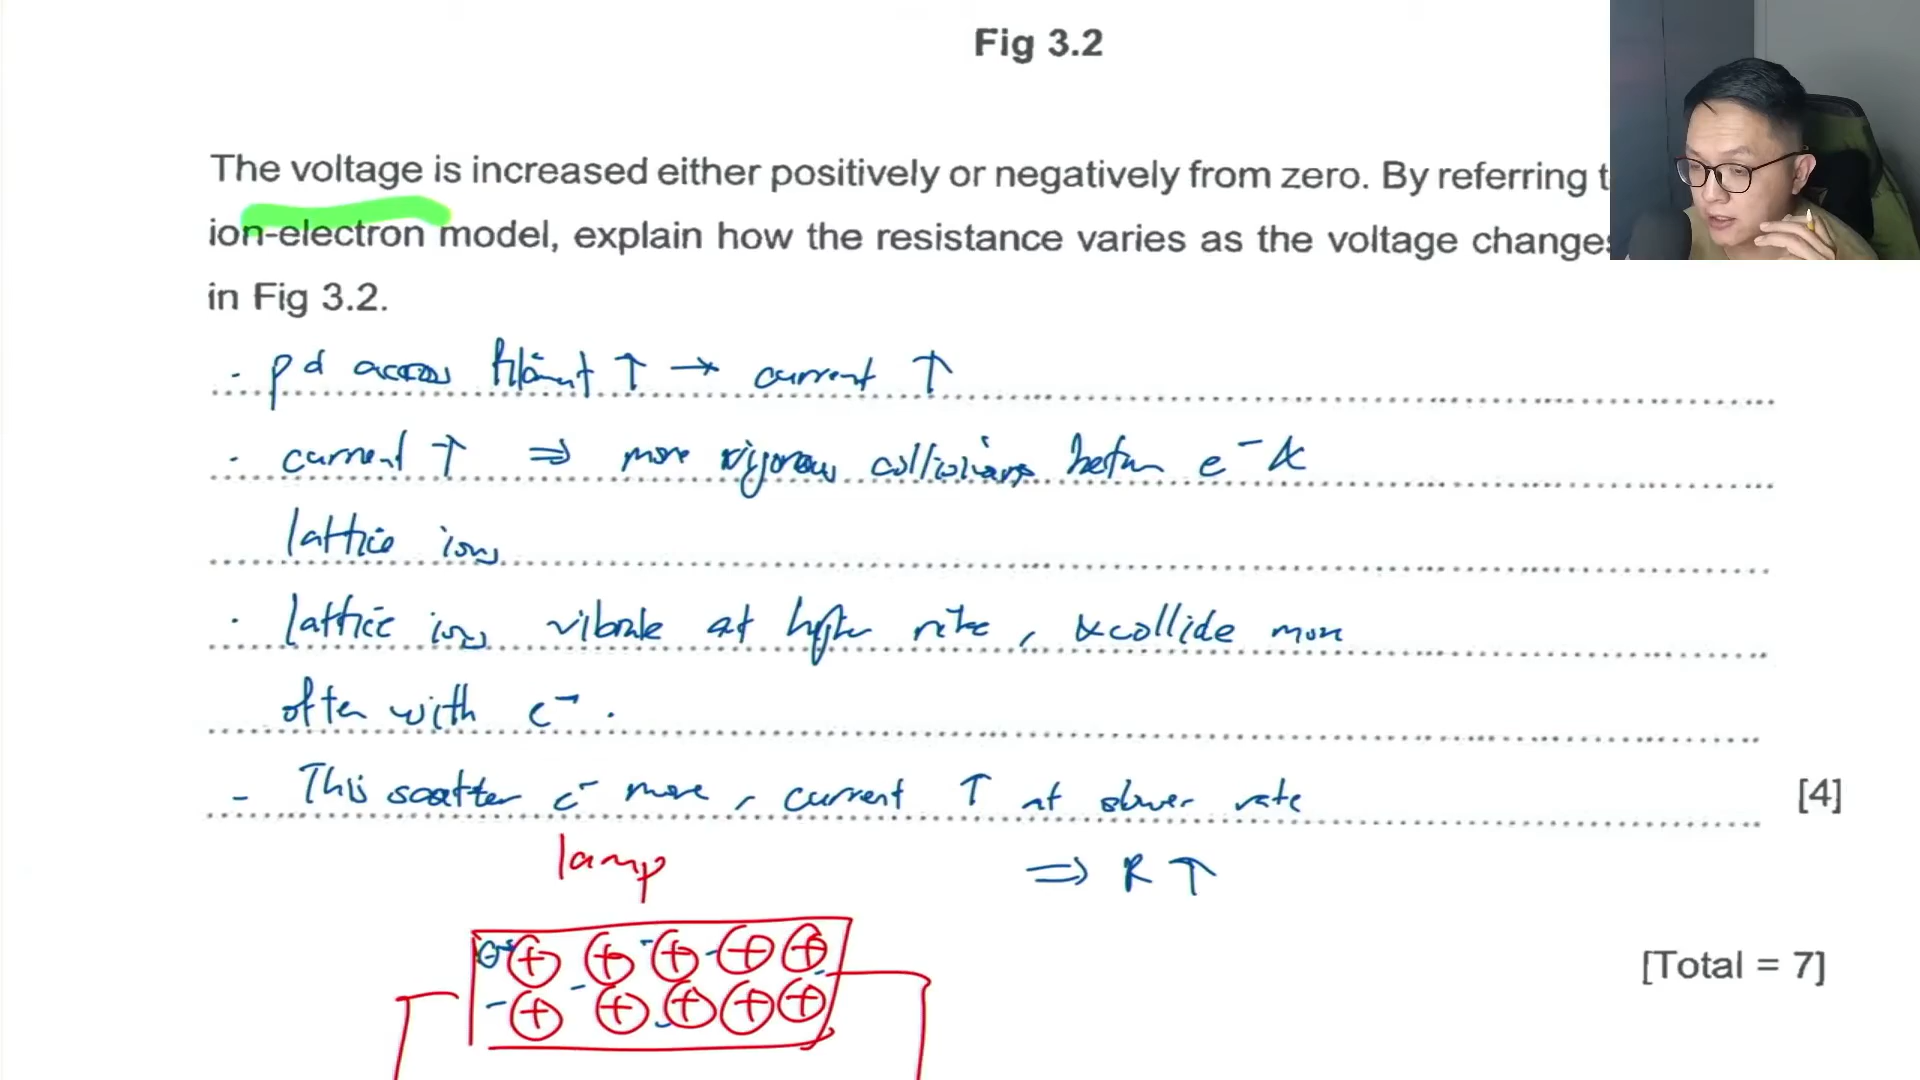 Fig 3.2
The voltage is increased either positively or negatively from zero. By referring t
ion-electron model, explain how the resistance varies as the voltage change
in Fig 3.2.
. pd across filament ↑ → current ↑
. current ↑ ⇒ more vigorous collisions betwn e⁻ &
lattice ions
. lattice ions vibrate at higher rate, & collide more
often with e⁻.
- This scatter e⁻ more, current ↑ at slower rate
[4]
⇒ R ↑
lamp
[Total = 7]